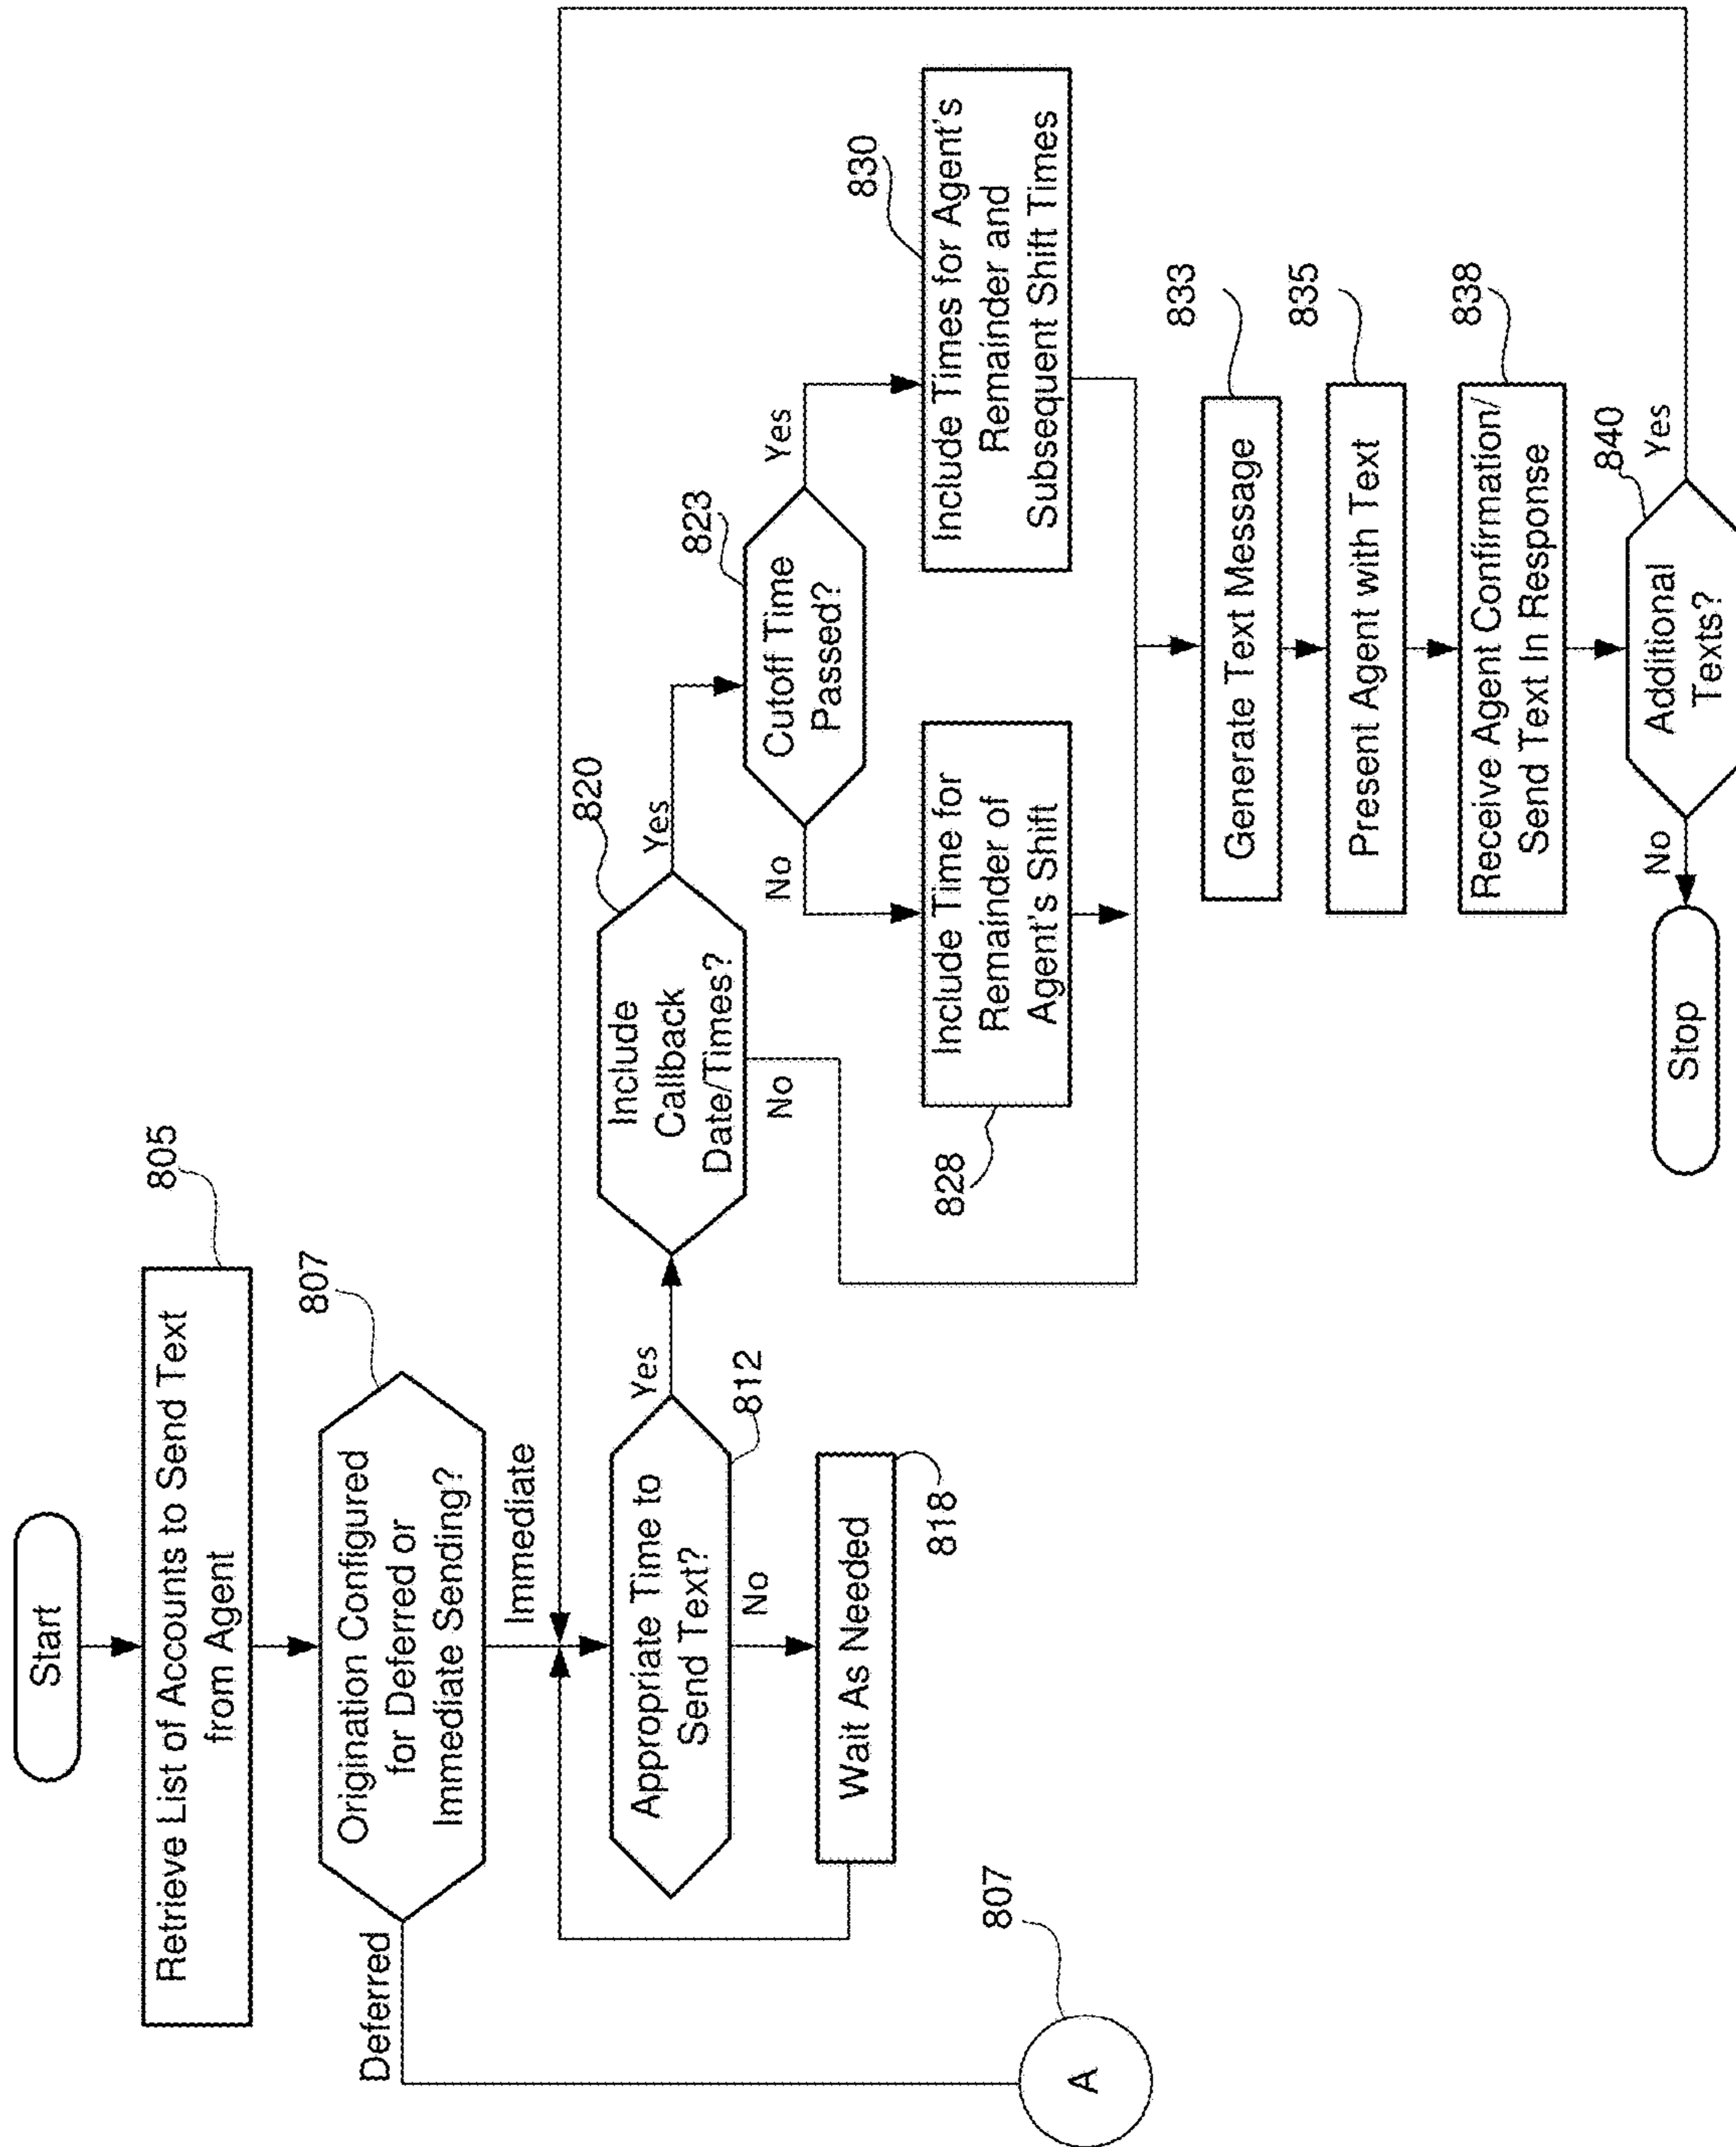 Start
805
Retrieve List of Accounts to Send Text
from Agent
807
Origination Configured
for Deferred or
Immediate Sending?
Deferred
Immediate
Appropriate Time to
Send Text?
Yes
812
No
Wait As Needed
818
807
A
820
Include
Callback
Date/Times?
Yes
No
823
Cutoff Time
Passed?
Yes
No
830
Include Times for Agent's
Remainder and
Subsequent Shift Times
Include Time for
Remainder of
Agent's Shift
828
833
Generate Text Message
835
Present Agent with Text
838
Receive Agent Confirmation/
Send Text In Response
840
Additional
Texts?
Yes
No
Stop